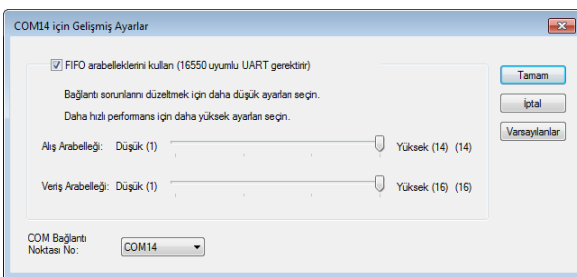 COM14 için Gelişmiş Ayarlar
FIFO arabelleklerini kullan (16550 uyumlu UART gerektirir)
Tamam
Bağlantı sorunlarını düzeltmek için daha düşük ayarları seçin.
İptal
Daha hızlı performans için daha yüksek ayarları seçin.
Varsayılanlar
Alış Arabelleği: Düşük (1) Yüksek (14) (14)
Veriş Arabelleği: Düşük (1) Yüksek (16) (16)
COM Bağlantı
Noktası No: COM14